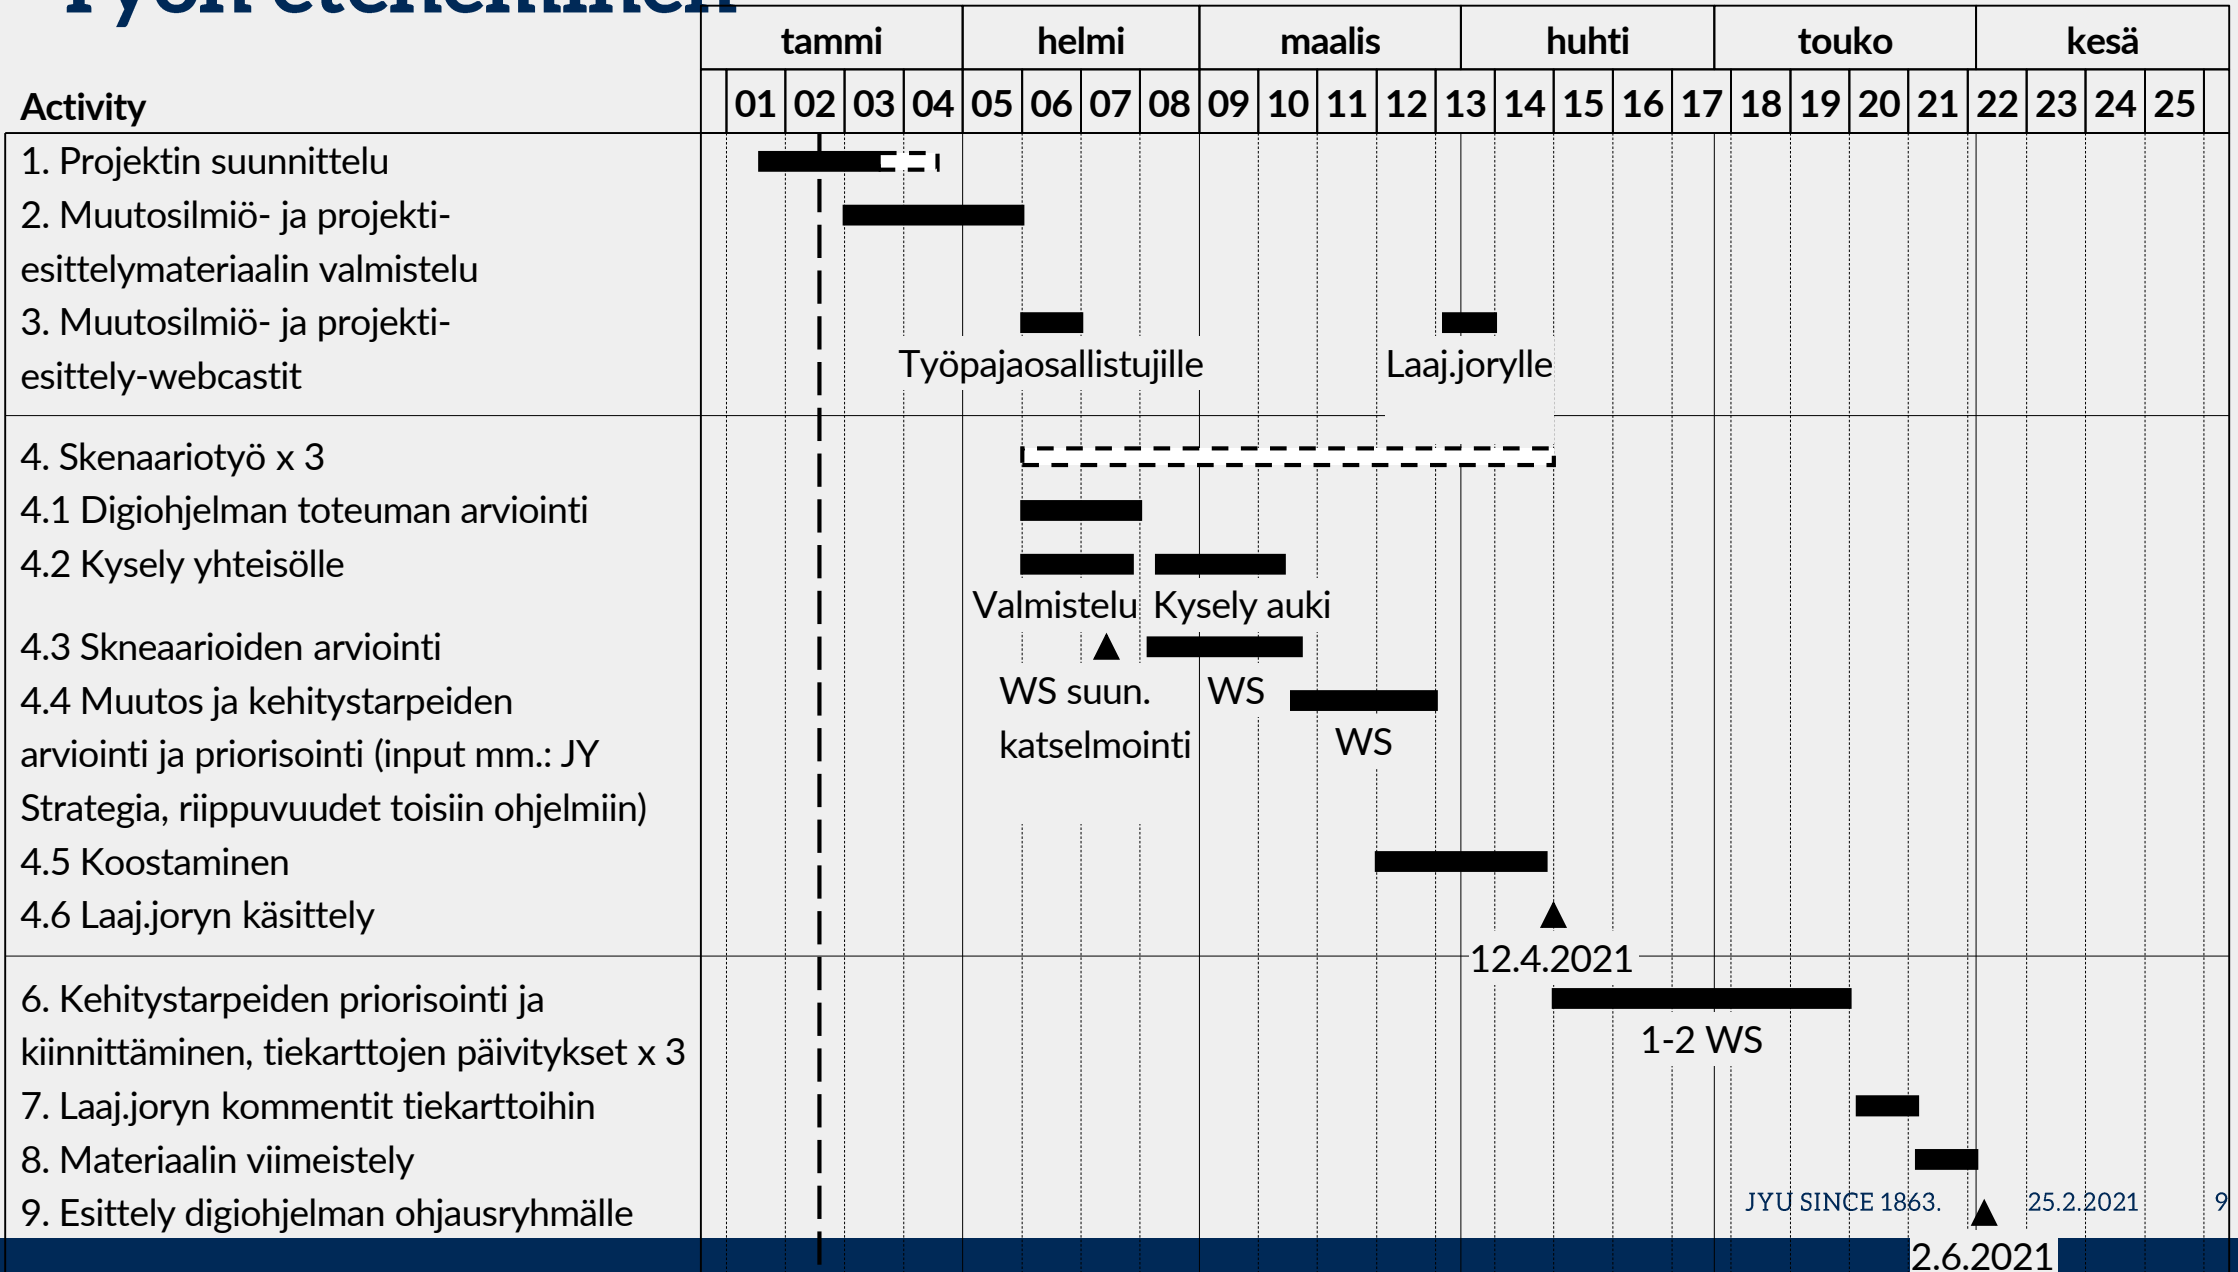 Työn eteneminen
tammi helmi maalis huhti touko kesä
Activity 01 02 03 04 05 06 07 08 09 10 11 12 13 14 15 16 17 18 19 20 21 22 23 24 25
1. Projektin suunnittelu
2. Muutosilmiö- ja projekti-
esittelymateriaalin valmistelu
3. Muutosilmiö- ja projekti-
Työpajaosallistujille Laaj.jorylle
esittely-webcastit
4. Skenaariotyö x 3
4.1 Digiohjelman toteuman arviointi
4.2 Kysely yhteisölle
Valmistelu Kysely auki
4.3 Skneaarioiden arviointi
WS suun. WS
katselmointi
4.4 Muutos ja kehitystarpeiden
WS
arviointi ja priorisointi (input mm.: JY
Strategia, riippuvuudet toisiin ohjelmiin)
4.5 Koostaminen
4.6 Laaj.joryn käsittely
12.4.2021
6. Kehitystarpeiden priorisointi ja
1-2 WS
kiinnittäminen, tiekarttojen päivitykset x 3
7. Laaj.joryn kommentit tiekarttoihin
8. Materiaalin viimeistely
9. Esittely digiohjelman ohjausryhmälle
JYU SINCE 1863. 25.2.2021 9
2.6.2021